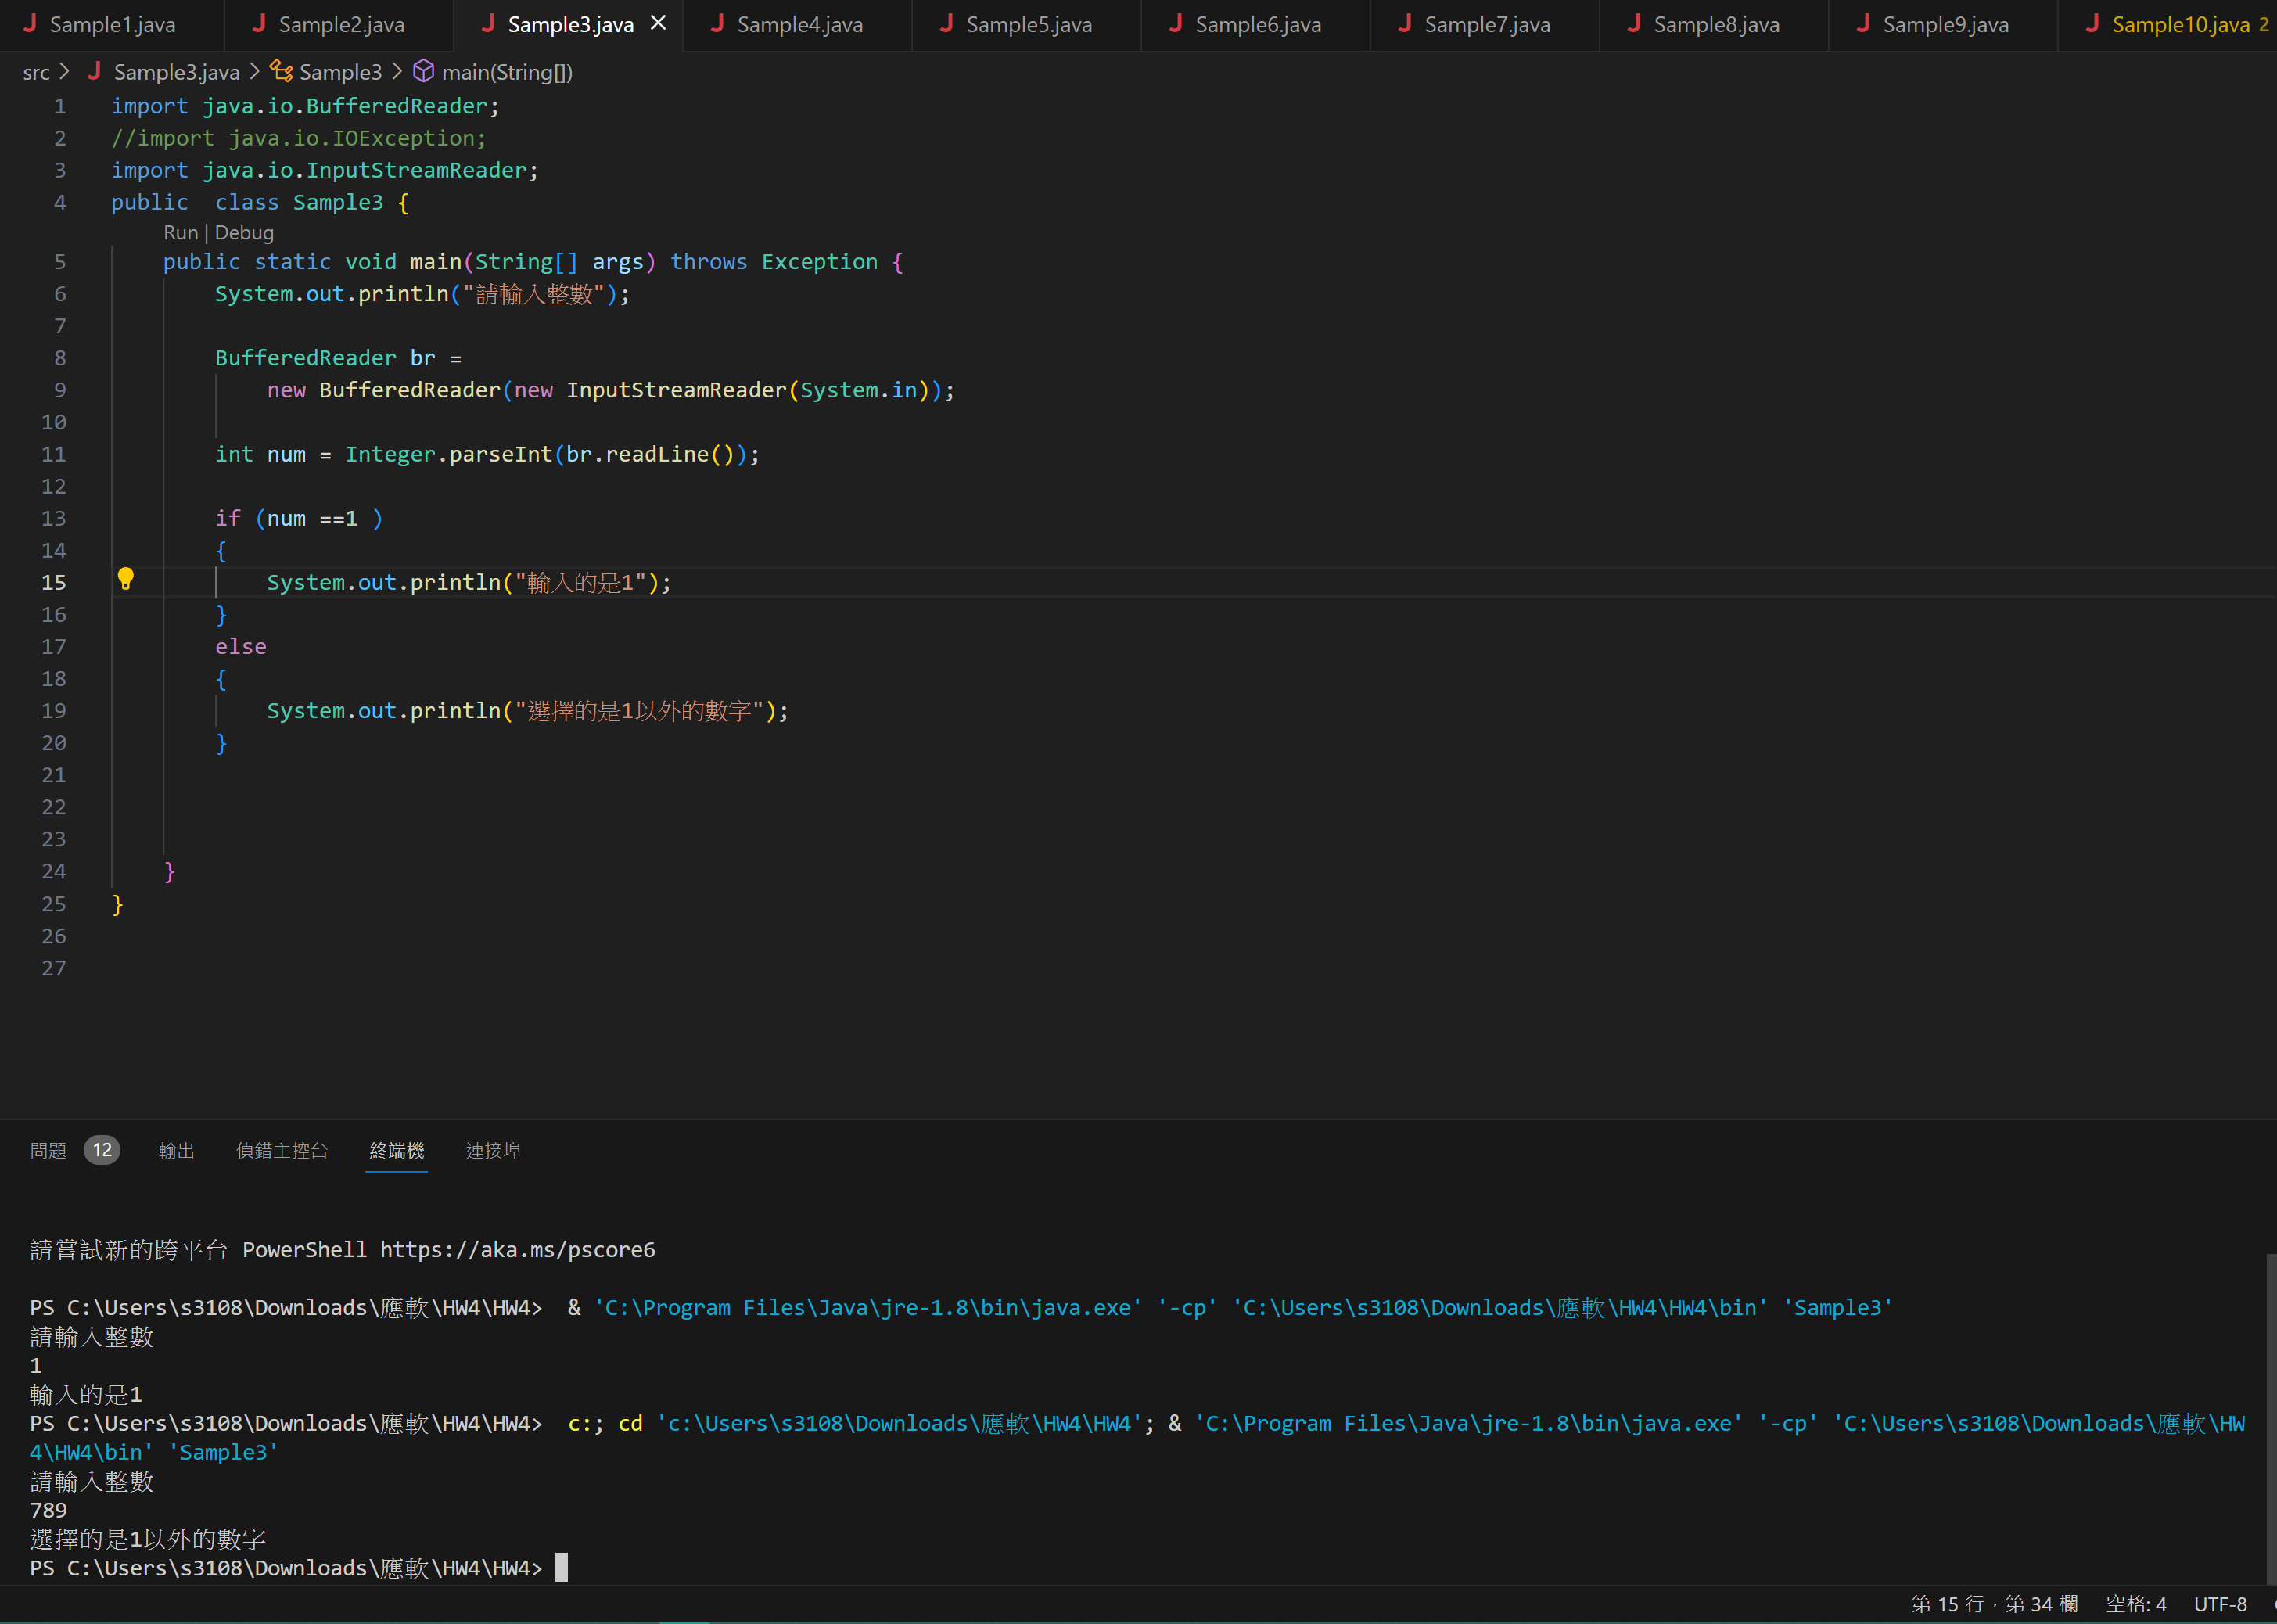 Sample1.java Sample2.java Sample3.java Sample4.java Sample5.java Sample6.java Sample7.java Sample8.java Sample9.java Sample10.java 2
src > Sample3.java > Sample3 > main(String[])
1 import java.io.BufferedReader;
2 //import java.io.IOException;
3 import java.io.InputStreamReader;
4 public  class Sample3 {
Run | Debug
5 public static void main(String[] args) throws Exception {
6 System.out.println("請輸入整數");
7
8 BufferedReader br =
9 new BufferedReader(new InputStreamReader(System.in));
10
11 int num = Integer.parseInt(br.readLine());
12
13 if (num ==1 )
14 {
15 System.out.println("輸入的是1");
16 }
17 else
18 {
19 System.out.println("選擇的是1以外的數字");
20 }
21
22
23
24 }
25 }
26
27
問題 12 輸出 偵錯主控台 終端機 連接埠
請嘗試新的跨平台 PowerShell https://aka.ms/pscore6
PS C:\Users\s3108\Downloads\應軟\HW4\HW4>  & 'C:\Program Files\Java\jre-1.8\bin\java.exe' '-cp' 'C:\Users\s3108\Downloads\應軟\HW4\HW4\bin' 'Sample3'
請輸入整數
1
輸入的是1
PS C:\Users\s3108\Downloads\應軟\HW4\HW4>  c:; cd 'c:\Users\s3108\Downloads\應軟\HW4\HW4'; & 'C:\Program Files\Java\jre-1.8\bin\java.exe' '-cp' 'C:\Users\s3108\Downloads\應軟\HW
4\HW4\bin' 'Sample3'
請輸入整數
789
選擇的是1以外的數字
PS C:\Users\s3108\Downloads\應軟\HW4\HW4>
第 15 行，第 34 欄 空格: 4 UTF-8